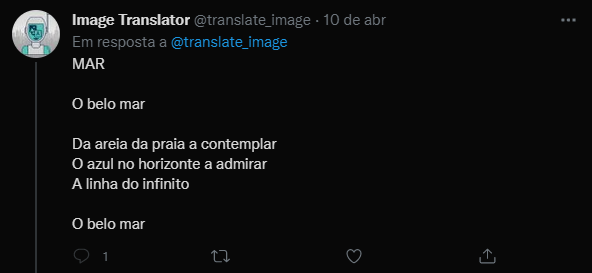 Image Translator @translate_image · 10 de abr
Em resposta a @translate_image
MAR
O belo mar
Da areia da praia a contemplar
O azul no horizonte a admirar
A linha do infinito
O belo mar
1